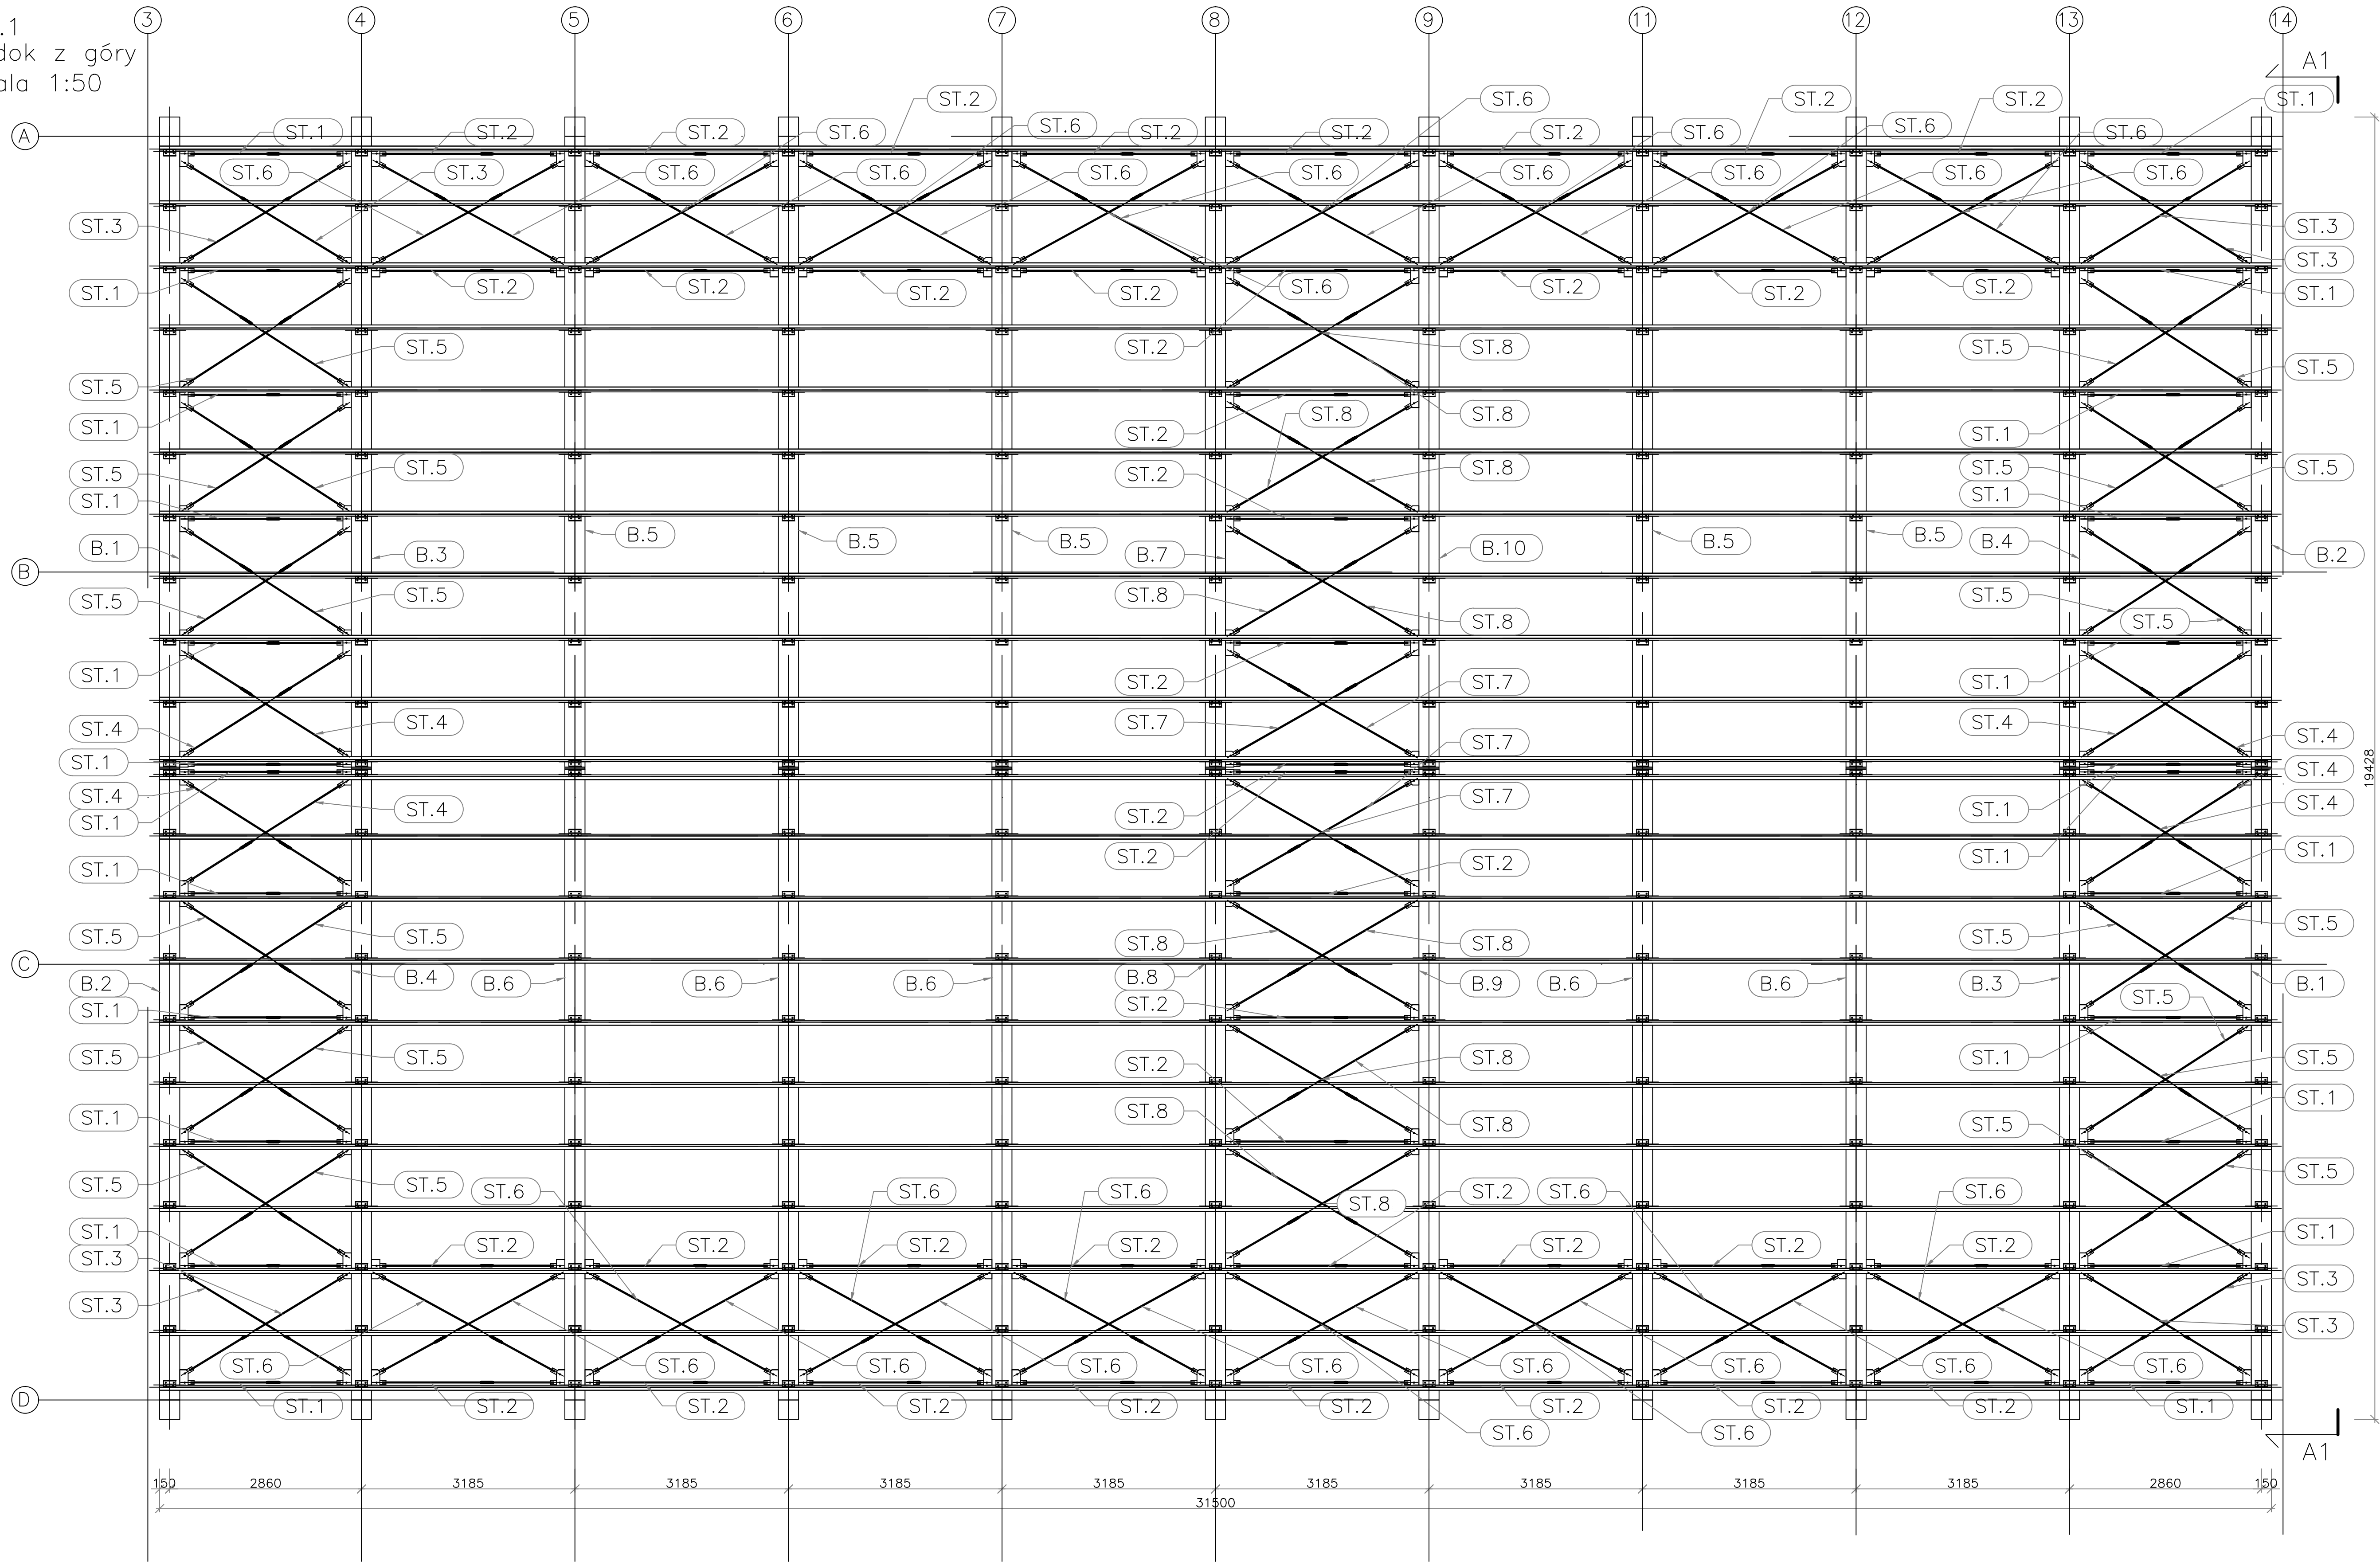 3 4 5 6 7 8 9 11 12 13 14
.1
dok z góry
ala 1:50
A1
ST.2 ST.6 ST.2 ST.2 ST.1
A ST.1 ST.2 ST.2 ST.6 ST.6 ST.2 ST.2 ST.2 ST.6 ST.6 ST.6
ST.6 ST.3 ST.6 ST.6 ST.6 ST.6 ST.6 ST.6 ST.6 ST.6
ST.3 ST.3
ST.3
ST.1 ST.2 ST.2 ST.2 ST.2 ST.6 ST.2 ST.2 ST.2 ST.1
ST.5 ST.2 ST.8 ST.5 ST.5
ST.5
ST.1 ST.2 ST.8 ST.8 ST.1
ST.5 ST.5 ST.2 ST.8 ST.5 ST.5
ST.1 ST.1
B.1 B.3 B.5 B.5 B.5 B.7 B.10 B.5 B.5 B.4 B.2
B
ST.5 ST.5 ST.8 ST.8 ST.5 ST.5
ST.1 ST.2 ST.7 ST.1
ST.4 ST.4 ST.7 ST.7 ST.4 ST.4
ST.1 ST.4
19428
ST.4 ST.4 ST.7 ST.1 ST.4
ST.1 ST.2
ST.1 ST.2 ST.2 ST.1 ST.1
ST.5 ST.5 ST.8 ST.8 ST.5 ST.5
C
B.2 B.4 B.6 B.6 B.6 B.8 B.9 B.6 B.6 B.3 B.1
ST.1 ST.2 ST.5
ST.5 ST.5 ST.2 ST.8 ST.1 ST.5
ST.1 ST.8 ST.8 ST.5 ST.1
ST.5 ST.5 ST.6 ST.6 ST.6 ST.8 ST.2 ST.6 ST.6 ST.5
ST.1 ST.2 ST.2 ST.2 ST.2 ST.2 ST.2 ST.2 ST.1
ST.3 ST.3
ST.3 ST.3
ST.6 ST.6 ST.6 ST.6 ST.6 ST.6 ST.6 ST.6 ST.6
D ST.1 ST.2 ST.2 ST.2 ST.2 ST.2 ST.2 ST.2 ST.2 ST.1
ST.6 ST.6
A1
150 2860 3185 3185 3185 3185 3185 3185 3185 3185 2860 150
31500